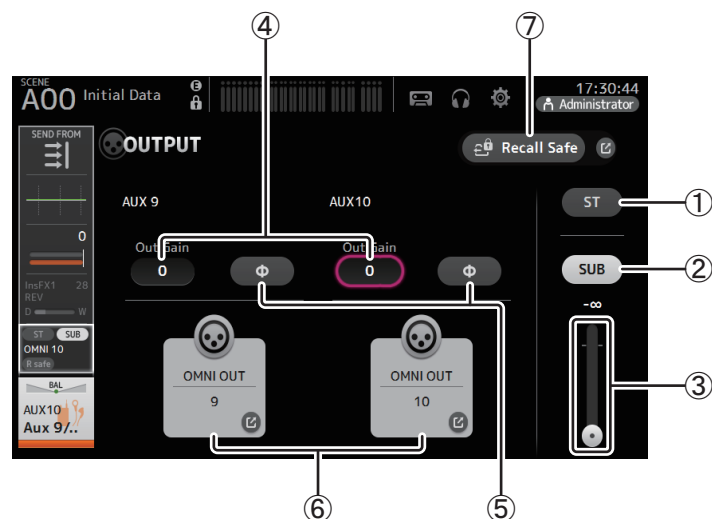 ④ ⑦
SCENE
A00 Initial Data E
17:30:44
Administrator
SEND FROM
OUTPUT
Recall Safe
AUX 9 AUX10
ST ①
0
Out Gain Out Gain
0 Φ 0 Φ
SUB ②
InsFX1 28
REV
D W
-∞
ST SUB
OMNI 10
R safe
OMNI OUT OMNI OUT
9 10
③
BAL
AUX10
Aux 9/..
⑥ ⑤